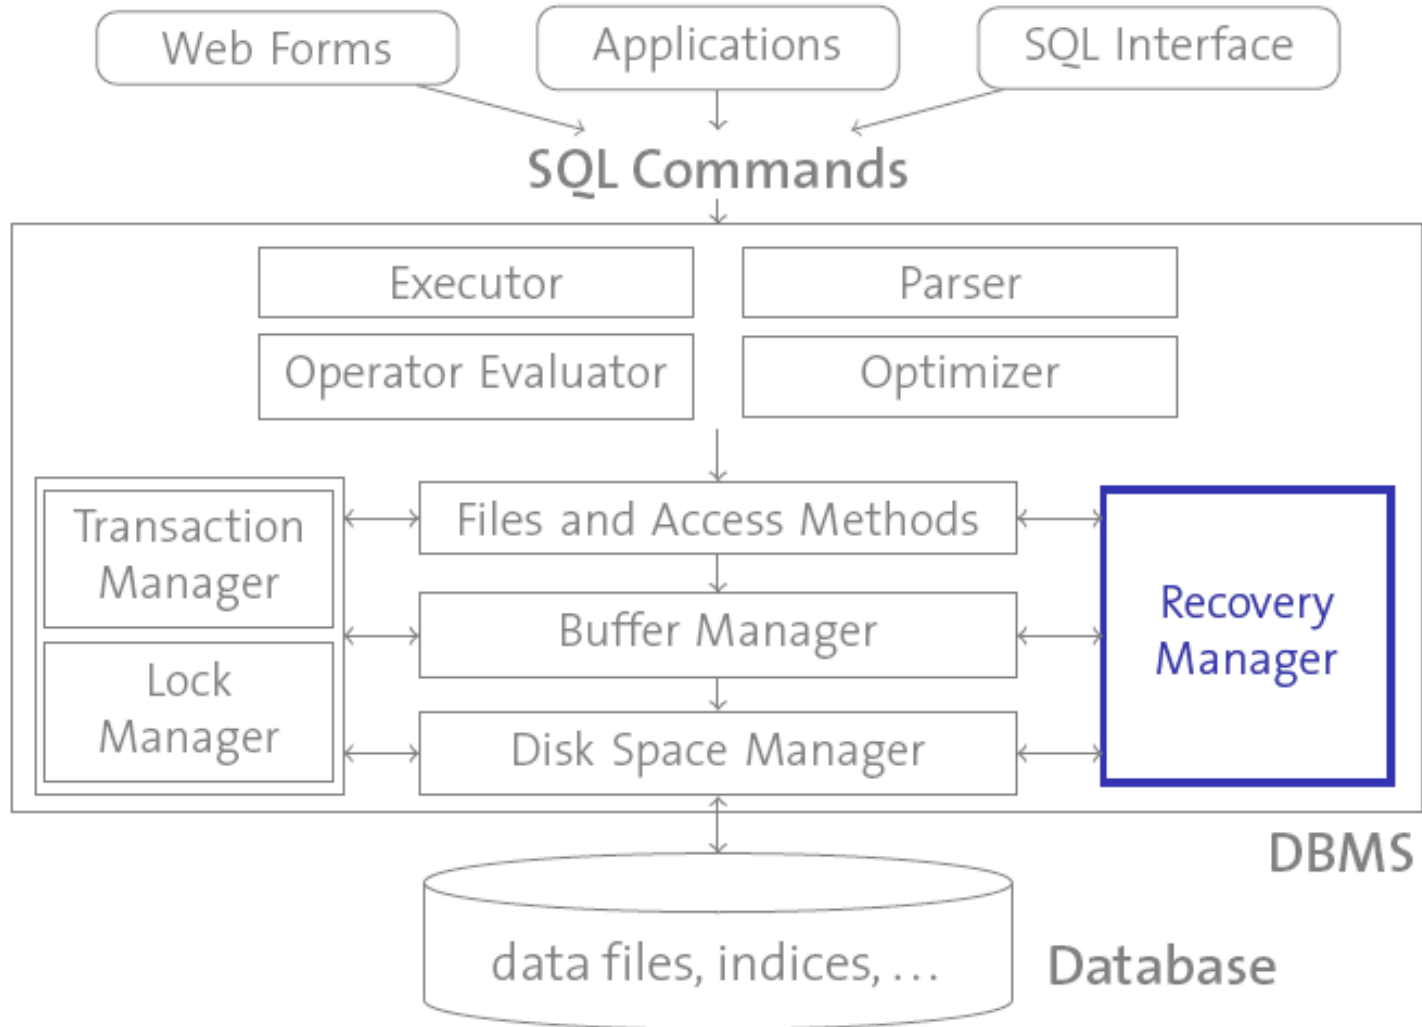 Web Forms
Applications
SQL Interface
SQL Commands
Executor
Parser
Operator Evaluator
Optimizer
Transaction
Manager
Lock
Manager
Files and Access Methods
Buffer Manager
Disk Space Manager
Recovery
Manager
DBMS
data files, indices, …
Database